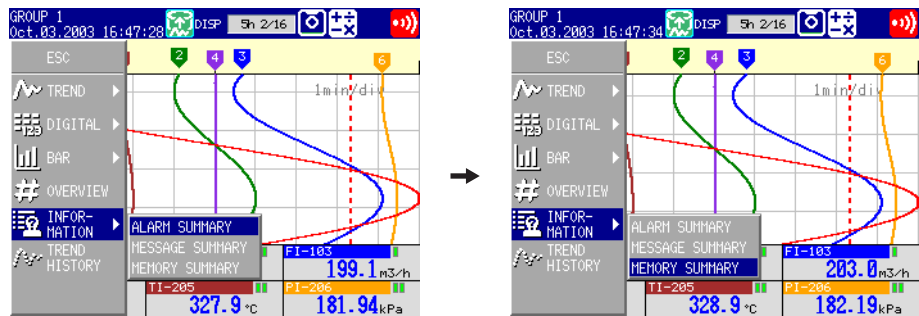 GROUP 1
Oct.03.2003 16:47:28
DISP
5h 2/16
ESC
TREND
DIGITAL
123
BAR
OVERVIEW
INFOR-
MATION
TREND
HISTORY
2
4
3
6
1min/div
ALARM SUMMARY
MESSAGE SUMMARY
MEMORY SUMMARY
FI-103
199.1 m3/h
TI-205
327.9 °C
PI-206
181.94 kPa
GROUP 1
Oct.03.2003 16:47:34
DISP
5h 2/16
ESC
TREND
DIGITAL
123
BAR
OVERVIEW
INFOR-
MATION
TREND
HISTORY
2
4
3
6
1min/div
ALARM SUMMARY
MESSAGE SUMMARY
MEMORY SUMMARY
FI-103
203.0 m3/h
TI-205
328.9 °C
PI-206
182.19 kPa